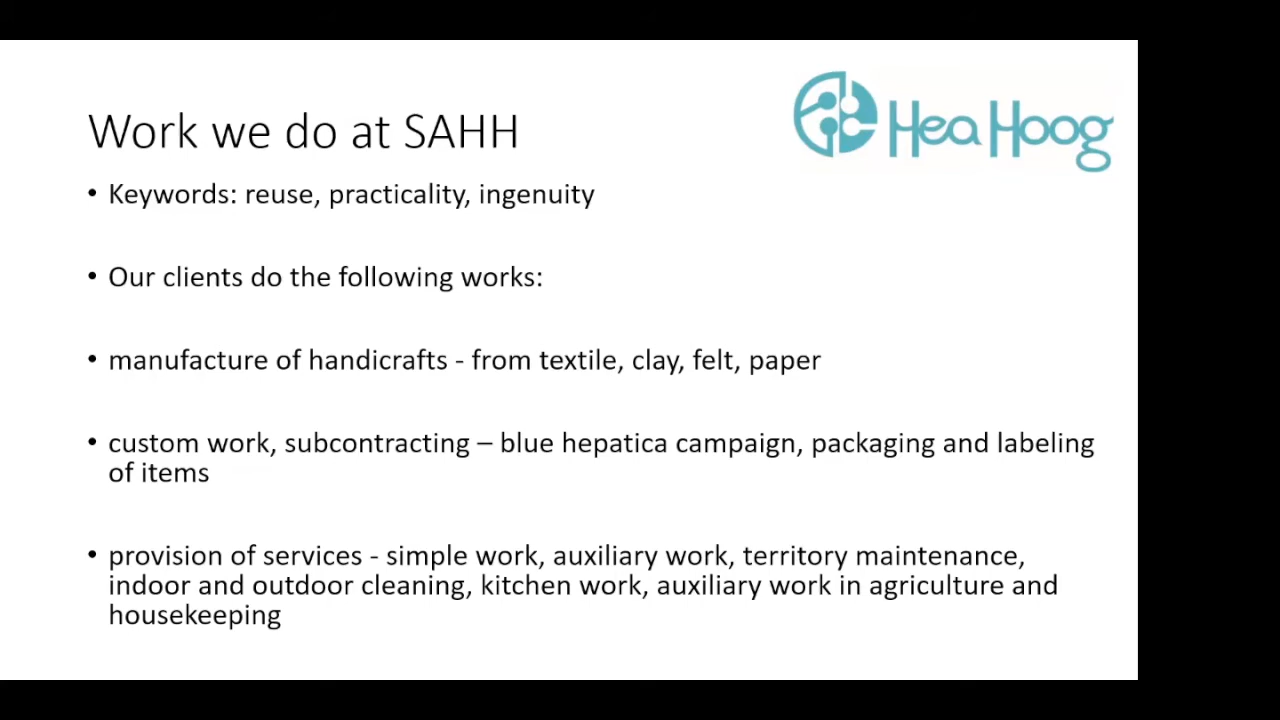 Hea Hoog
Work we do at SAHH
• Keywords: reuse, practicality, ingenuity
• Our clients do the following works:
• manufacture of handicrafts - from textile, clay, felt, paper
• custom work, subcontracting – blue hepatica campaign, packaging and labeling
of items
• provision of services - simple work, auxiliary work, territory maintenance,
indoor and outdoor cleaning, kitchen work, auxiliary work in agriculture and
housekeeping